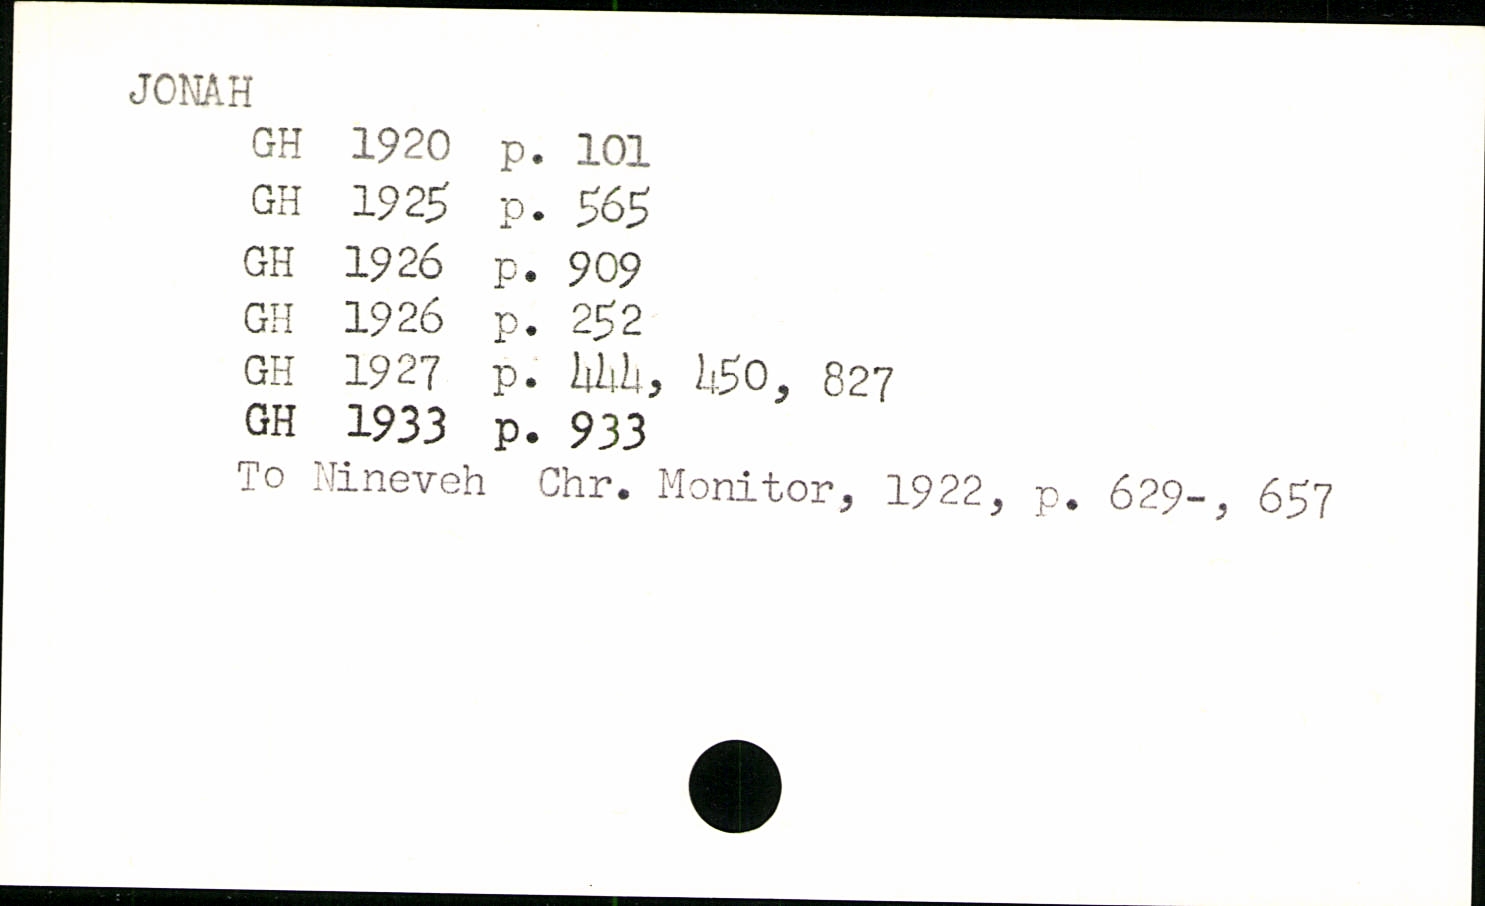 JONAH
GH 1920 p. 101
GH 1925 p. 565
GH 1926 p. 909
GH 1926 p. 252
GH 1927 p. 444, 450, 827
GH 1933 p. 933
To Nineveh Chr. Monitor, 1922, p. 629-, 657